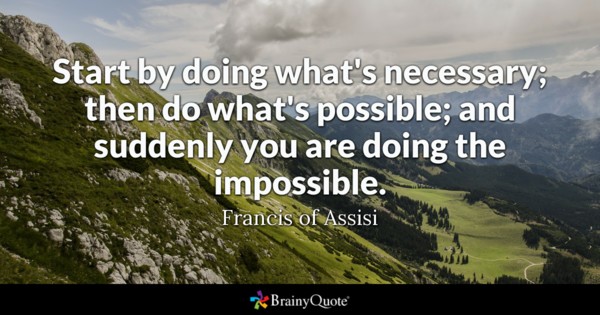 Start by doing what's necessary;
then do what's possible; and
suddenly you are doing the
impossible.
Francis of Assisi
BrainyQuote